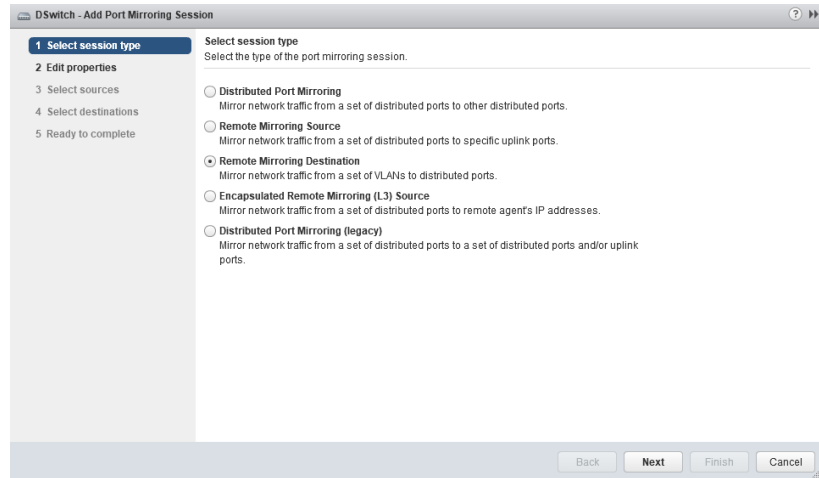 DSwitch - Add Port Mirroring Session
?
1 Select session type
2 Edit properties
3 Select sources
4 Select destinations
5 Ready to complete
Select session type
Select the type of the port mirroring session.
Distributed Port Mirroring
Mirror network traffic from a set of distributed ports to other distributed ports.
Remote Mirroring Source
Mirror network traffic from a set of distributed ports to specific uplink ports.
Remote Mirroring Destination
Mirror network traffic from a set of VLANs to distributed ports.
Encapsulated Remote Mirroring (L3) Source
Mirror network traffic from a set of distributed ports to remote agent's IP addresses.
Distributed Port Mirroring (legacy)
Mirror network traffic from a set of distributed ports to a set of distributed ports and/or uplink
ports.
Back Next Finish Cancel